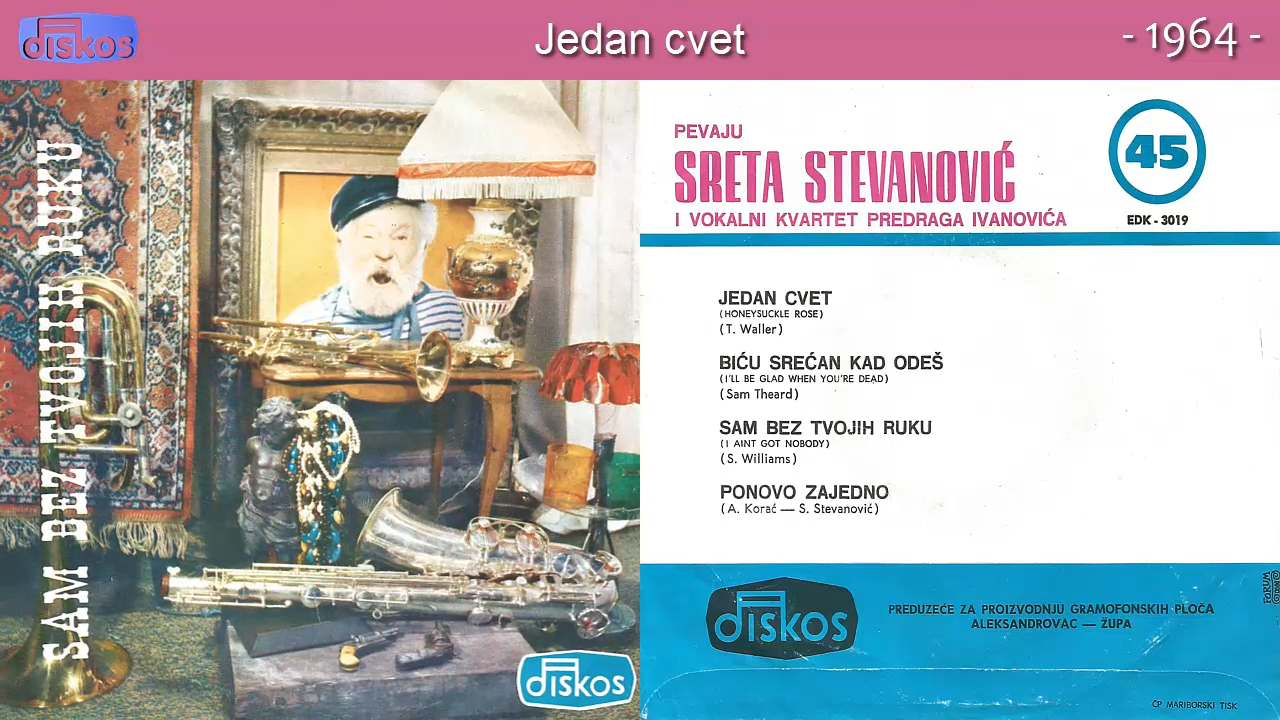 diskos
Jedan cvet
- 1964 -
SAM BEZ TVOJIH RUKU
diskos
PEVAJU
SRETA STEVANOVIĆ
I VOKALNI KVARTET PREDRAGA IVANOVIĆA
45
EDK - 3019
JEDAN CVET
(HONEYSUCKLE ROSE)
(T. Waller)
BIĆU SREĆAN KAD ODEŠ
(I'LL BE GLAD WHEN YOU'RE DEAD)
(Sam Theard)
SAM BEZ TVOJIH RUKU
(I AINT GOT NOBODY)
(S. Williams)
PONOVO ZAJEDNO
(A. Korać — S. Stevanović)
diskos
PREDUZEĆE ZA PROIZVODNJU GRAMOFONSKIH PLOČA
ALEKSANDROVAC — ŽUPA
FORUM
ČP MARIBORSKI TISK